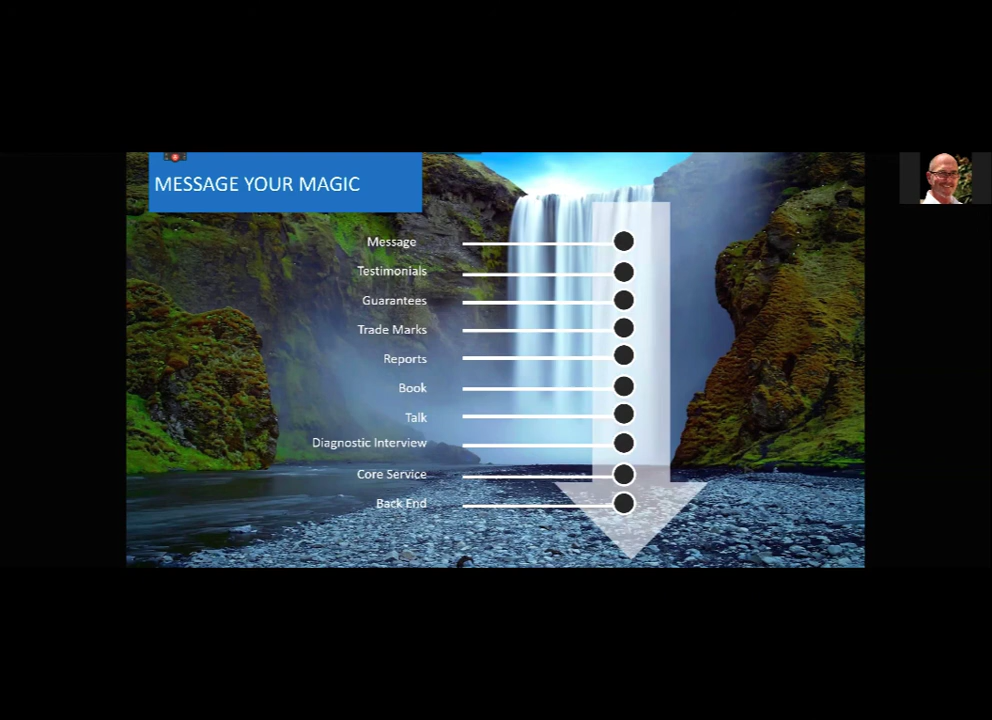 MESSAGE YOUR MAGIC
Message
Testimonials
Guarantees
Trade Marks
Reports
Book
Talk
Diagnostic Interview
Core Service
Back End